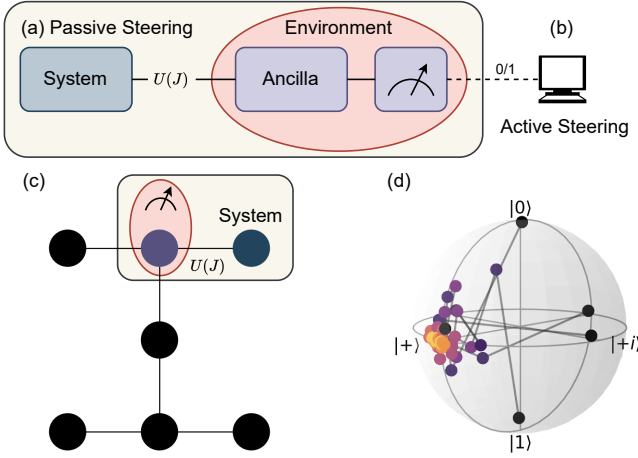 (a) Passive Steering
Environment
(b)
System
U(J)
Ancilla
0/1
Active Steering
(c)
System
U(J)
(d)
|0⟩
|+⟩
|+i⟩
|1⟩